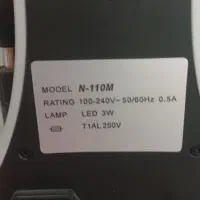 MODEL N-110M
RATING 100-240V~ 50/60Hz 0.5A
LAMP LED 3W
T1AL 250V